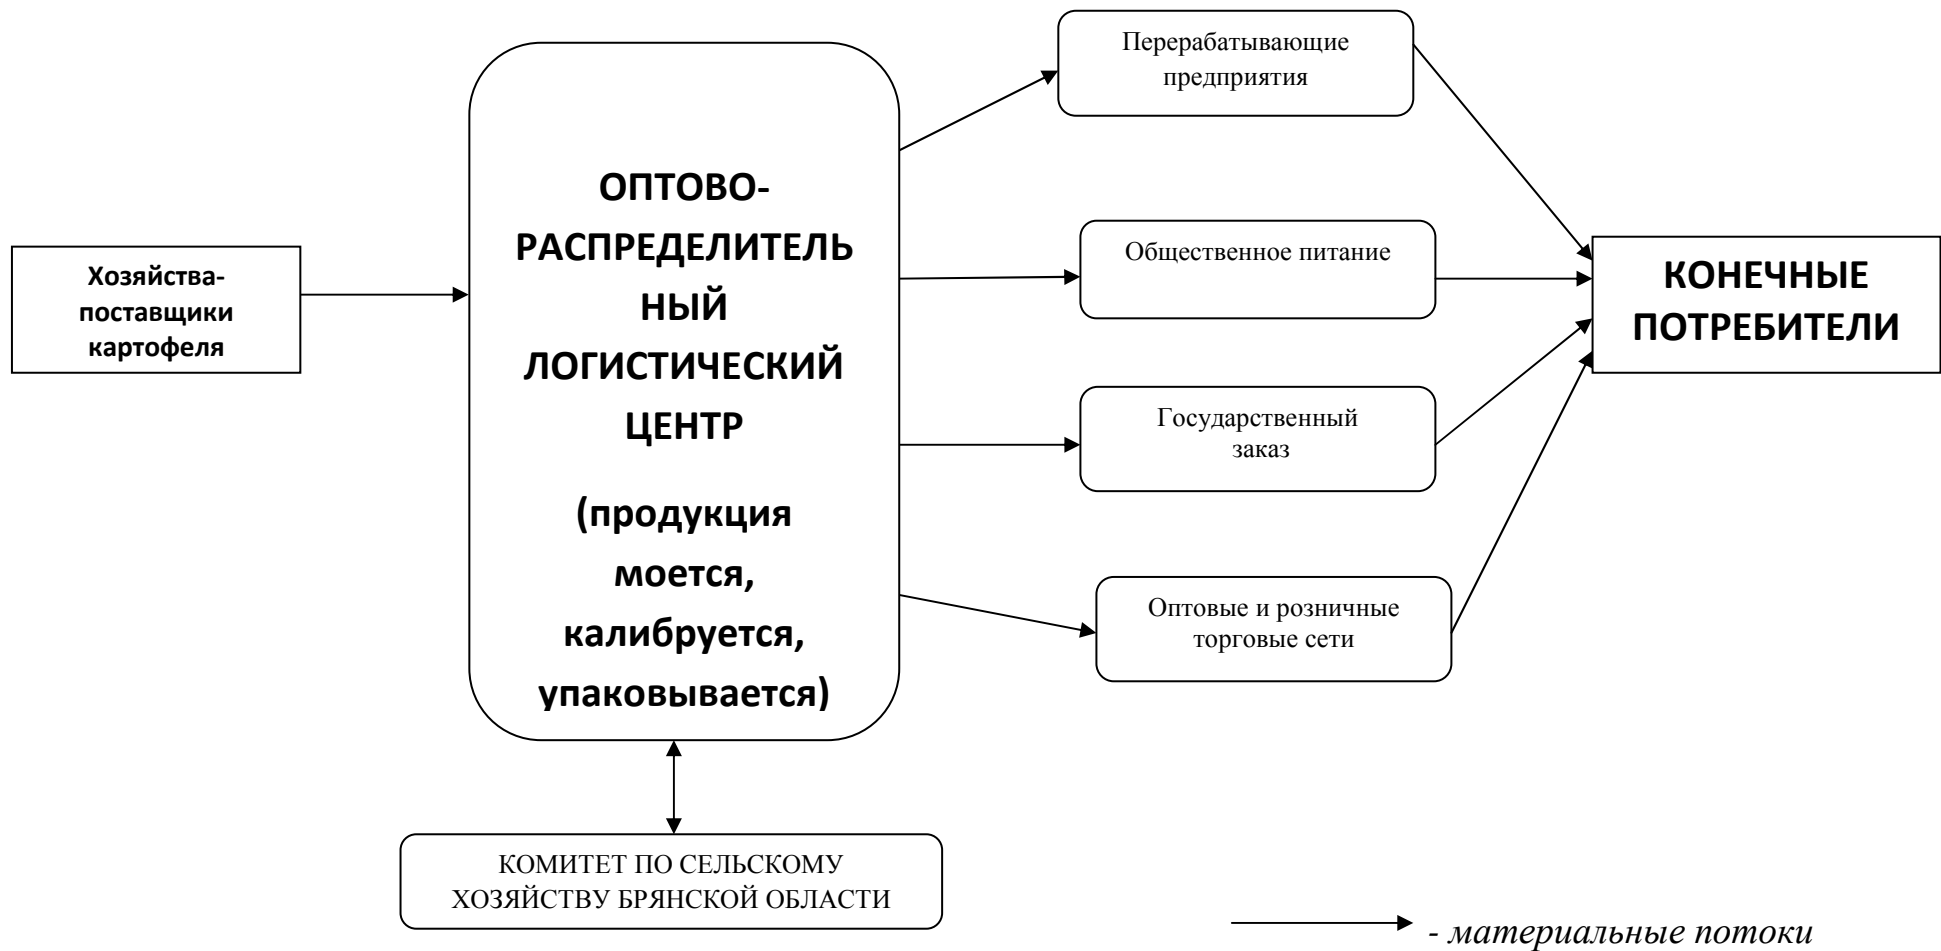 Хозяйства-
поставщики
картофеля
ОПТОВО-
РАСПРЕДЕЛИТЕЛЬ
НЫЙ
ЛОГИСТИЧЕСКИЙ
ЦЕНТР
(продукция
моется,
калибруется,
упаковывается)
Перерабатывающие
предприятия
Общественное питание
Государственный
заказ
Оптовые и розничные
торговые сети
КОНЕЧНЫЕ
ПОТРЕБИТЕЛИ
КОМИТЕТ ПО СЕЛЬСКОМУ
ХОЗЯЙСТВУ БРЯНСКОЙ ОБЛАСТИ
- материальные потоки